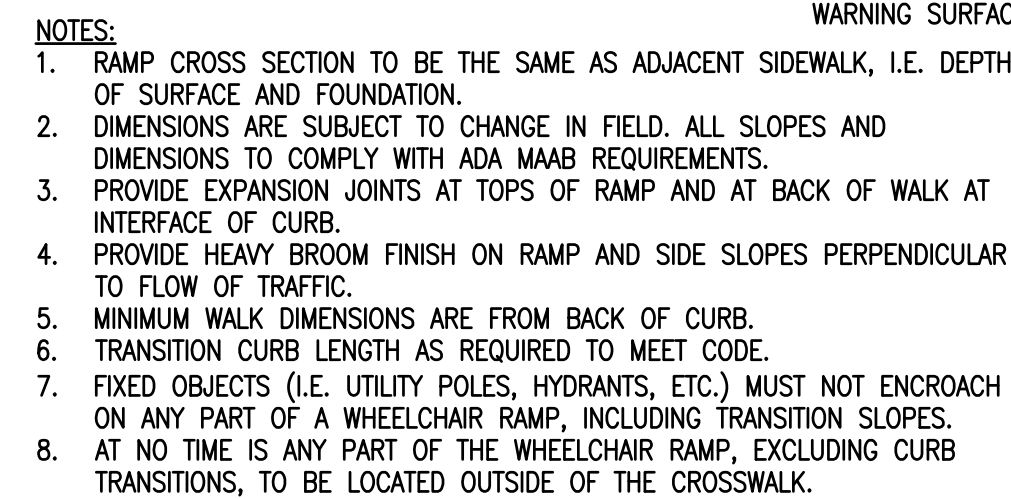 WARNING
NOTES:
1. RAMP CROSS SECTION TO BE THE SAME AS ADJACENT SIDEWALK, I.E. DEPTH
OF SURFACE AND FOUNDATION.
2. DIMENSIONS ARE SUBJECT TO CHANGE IN FIELD. ALL SLOPES AND
DIMENSIONS TO COMPLY WITH ADA MAAB REQUIREMENTS.
3. PROVIDE EXPANSION JOINTS AT TOPS OF RAMP AND AT BACK OF WALK AT
INTERFACE OF CURB.
4. PROVIDE HEAVY BROOM FINISH ON RAMP AND SIDE SLOPES PERPENDICULAR
TO FLOW OF TRAFFIC.
5. MINIMUM WALK DIMENSIONS ARE FROM BACK OF CURB.
6. TRANSITION CURB LENGTH AS REQUIRED TO MEET CODE.
7. FIXED OBJECTS (I.E. UTILITY POLES, HYDRANTS, ETC.) MUST NOT ENCROACH
ON ANY PART OF A WHEELCHAIR RAMP, INCLUDING TRANSITION SLOPES.
8. AT NO TIME IS ANY PART OF THE WHEELCHAIR RAMP, EXCLUDING CURB
TRANSITIONS, TO BE LOCATED OUTSIDE OF THE CROSSWALK.